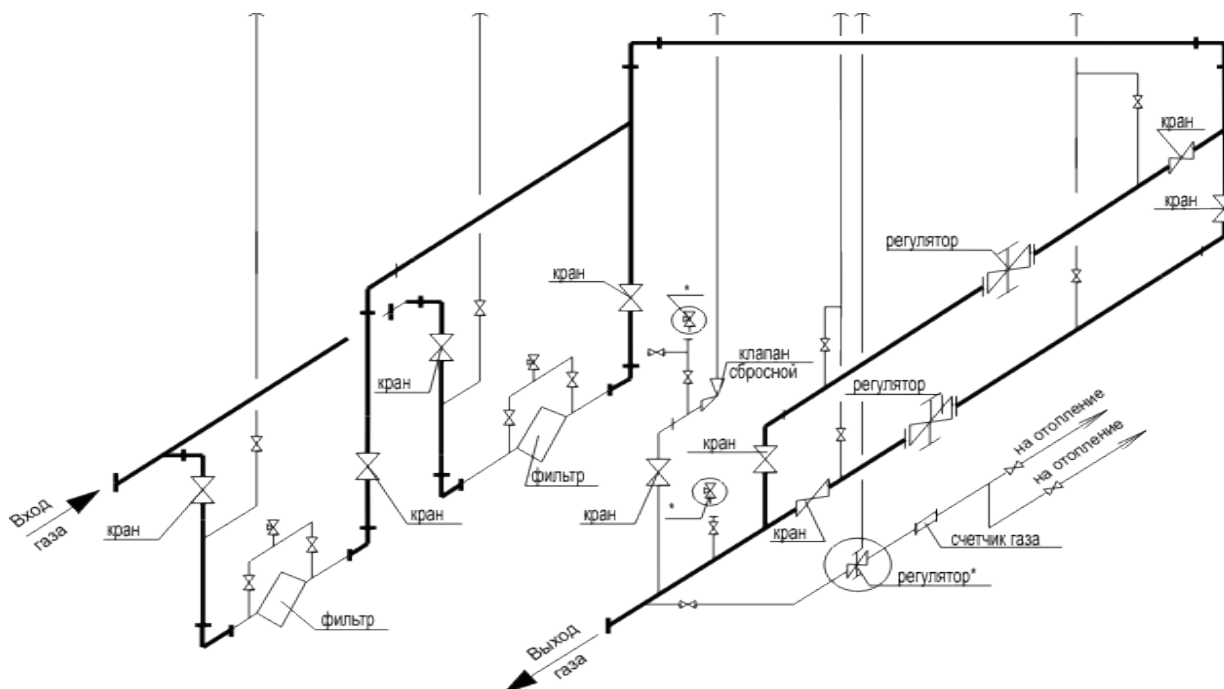 кран
кран
регулятор
кран
*
клапан
сбросной
кран
регулятор
на отопление
на отопление
кран
фильтр
Вход
газа
кран
кран
кран
*
кран
счетчик газа
регулятор*
фильтр
Выход
газа